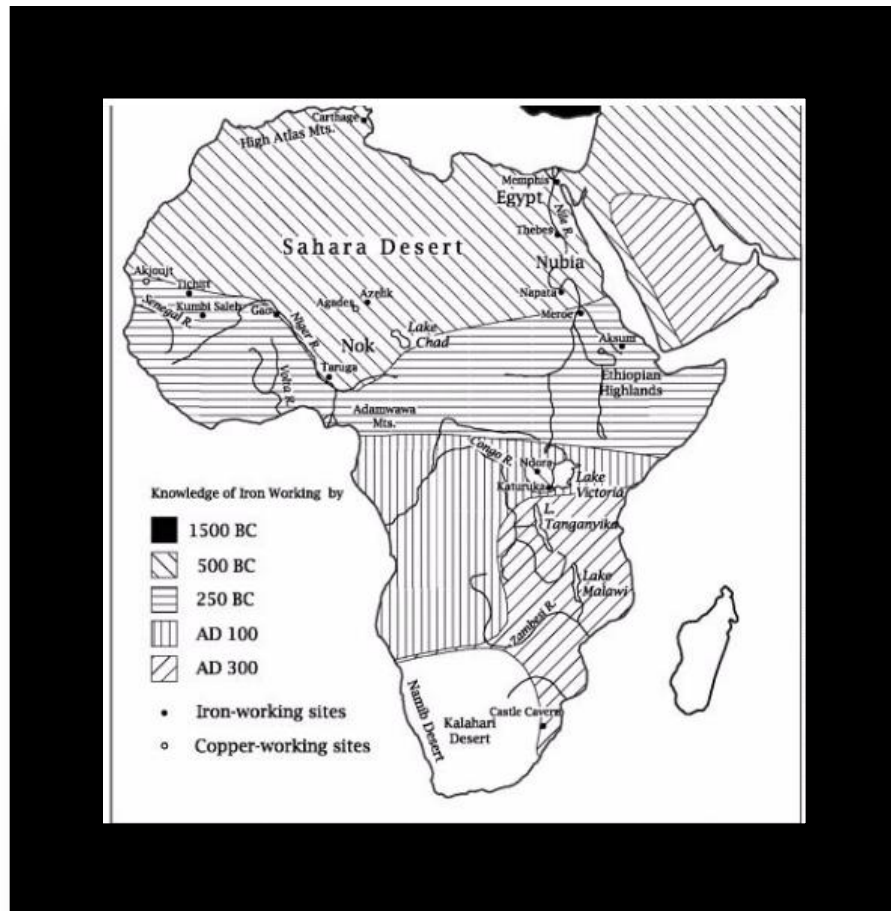 Carthage
High Atlas Mts.
Memphis
Egypt
Nile R.
Thebes
Sahara Desert
Nubia
Akjoujt
Tichitt
Azelik
Napata
Agades
Senegal R.
Kumbi Saleh
Gao
Meroe
Niger R.
Lake
Chad
Nok
Aksum
Taruga
Volta R.
Ethiopian
Highlands
Adamwawa
Mts.
Congo R.
Ndora
Lake
Victoria
Katuruka
L.
Tanganyika
Knowledge of Iron Working by
1500 BC
500 BC
250 BC
AD 100
AD 300
Iron-working sites
Copper-working sites
Lake
Malawi
Zambesi R.
Castle Cavern
Namib Desert
Kalahari
Desert